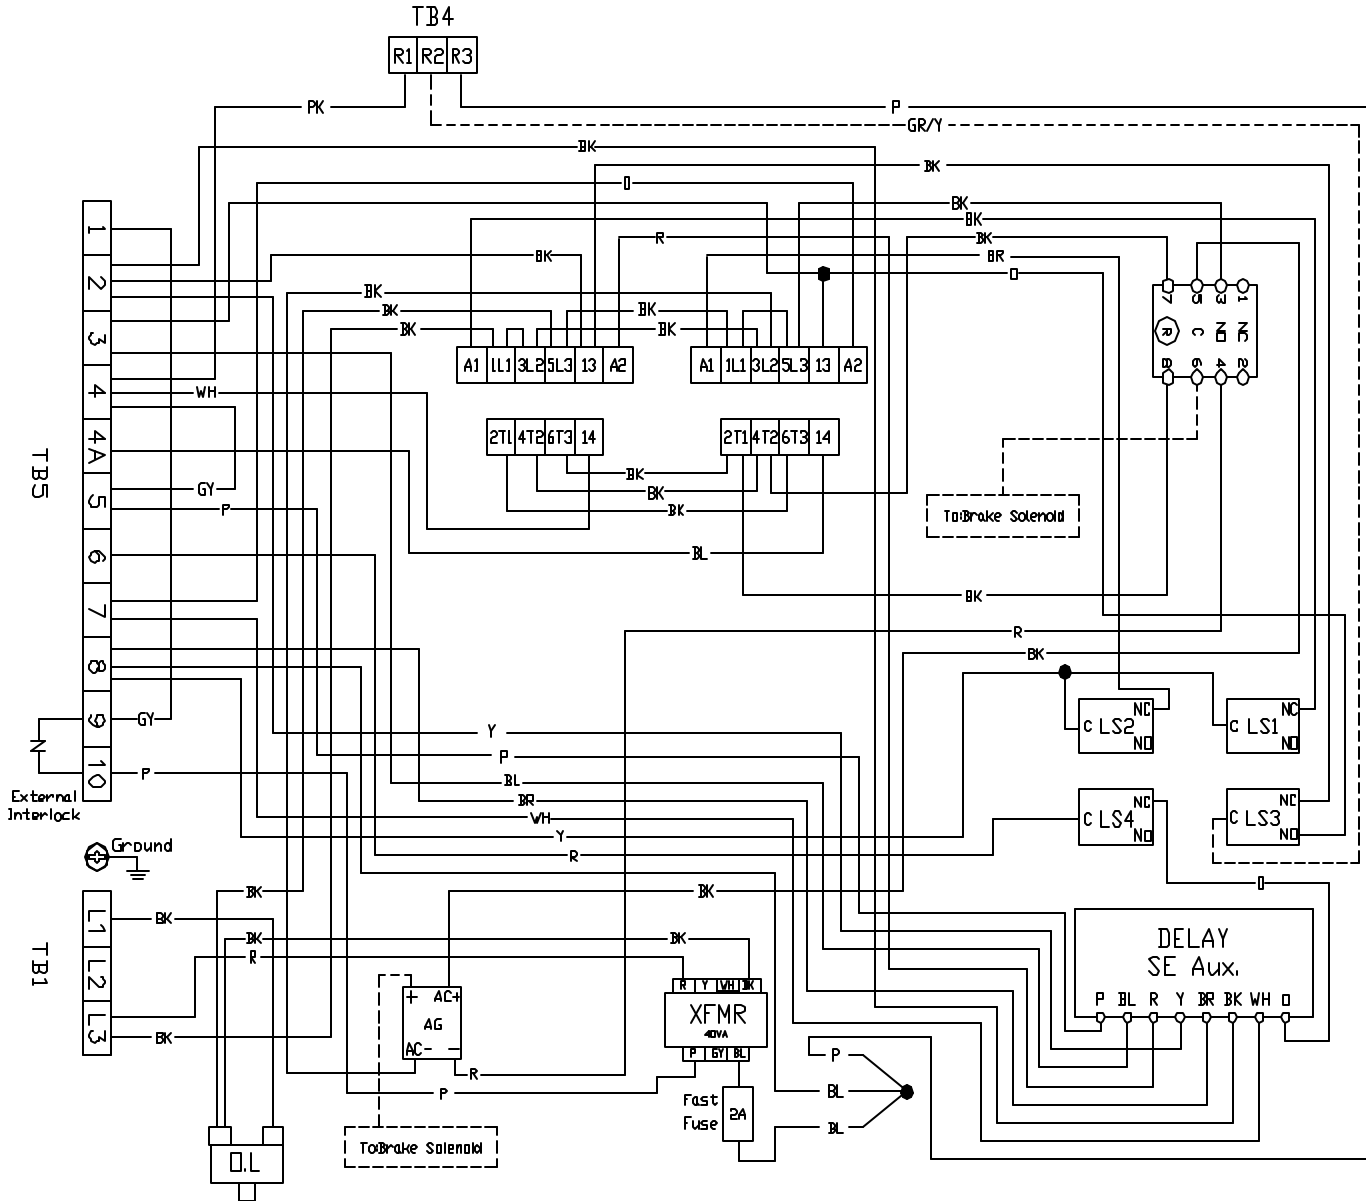 TB4
R1 R2 R3
PK
P
GR/Y
BK
BK
O
BK
BK
R
BK
BK
BR
O
BK
BK
BK
BK
BK
TB5
1
2
3
4
4A
5
6
7
8
9
10
A1 1L1 3L2 5L3 13 A2
A1 1L1 3L2 5L3 13 A2
7 5 3 1
R C NO NC
8 6 4 2
WH
2T1 4T2 6T3 14
2T1 4T2 6T3 14
GY
P
BK
BK
BK
BL
To Brake Solenoid
BK
R
BK
GY
N
P
External
Interlock
Y
P
BL
BR
WH
Y
R
NC
C LS2
NO
NC
C LS1
NO
NC
C LS4
NO
NC
C LS3
NO
Ground
TB1
L1
L2
L3
BK
BK
BK
R
BK
BK
BK
O
DELAY
SE Aux.
P BL R Y BR BK WH O
+ AC+
AG
AC- -
R
P
R Y WH BK
XFMR
40VA
P GY BL
Fast
Fuse
2A
P
BL
BL
To Brake Solenoid
O.L